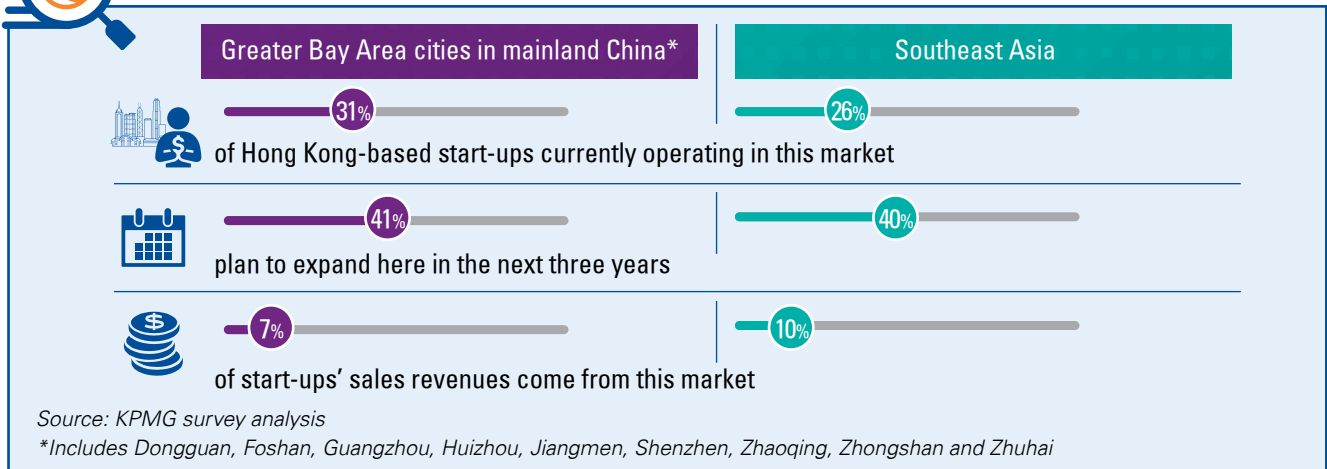 Greater Bay Area cities in mainland China*
Southeast Asia
31%
26%
$
of Hong Kong-based start-ups currently operating in this market
41%
40%
plan to expand here in the next three years
$
7%
10%
of start-ups' sales revenues come from this market
Source: KPMG survey analysis
*Includes Dongguan, Foshan, Guangzhou, Huizhou, Jiangmen, Shenzhen, Zhaoqing, Zhongshan and Zhuhai